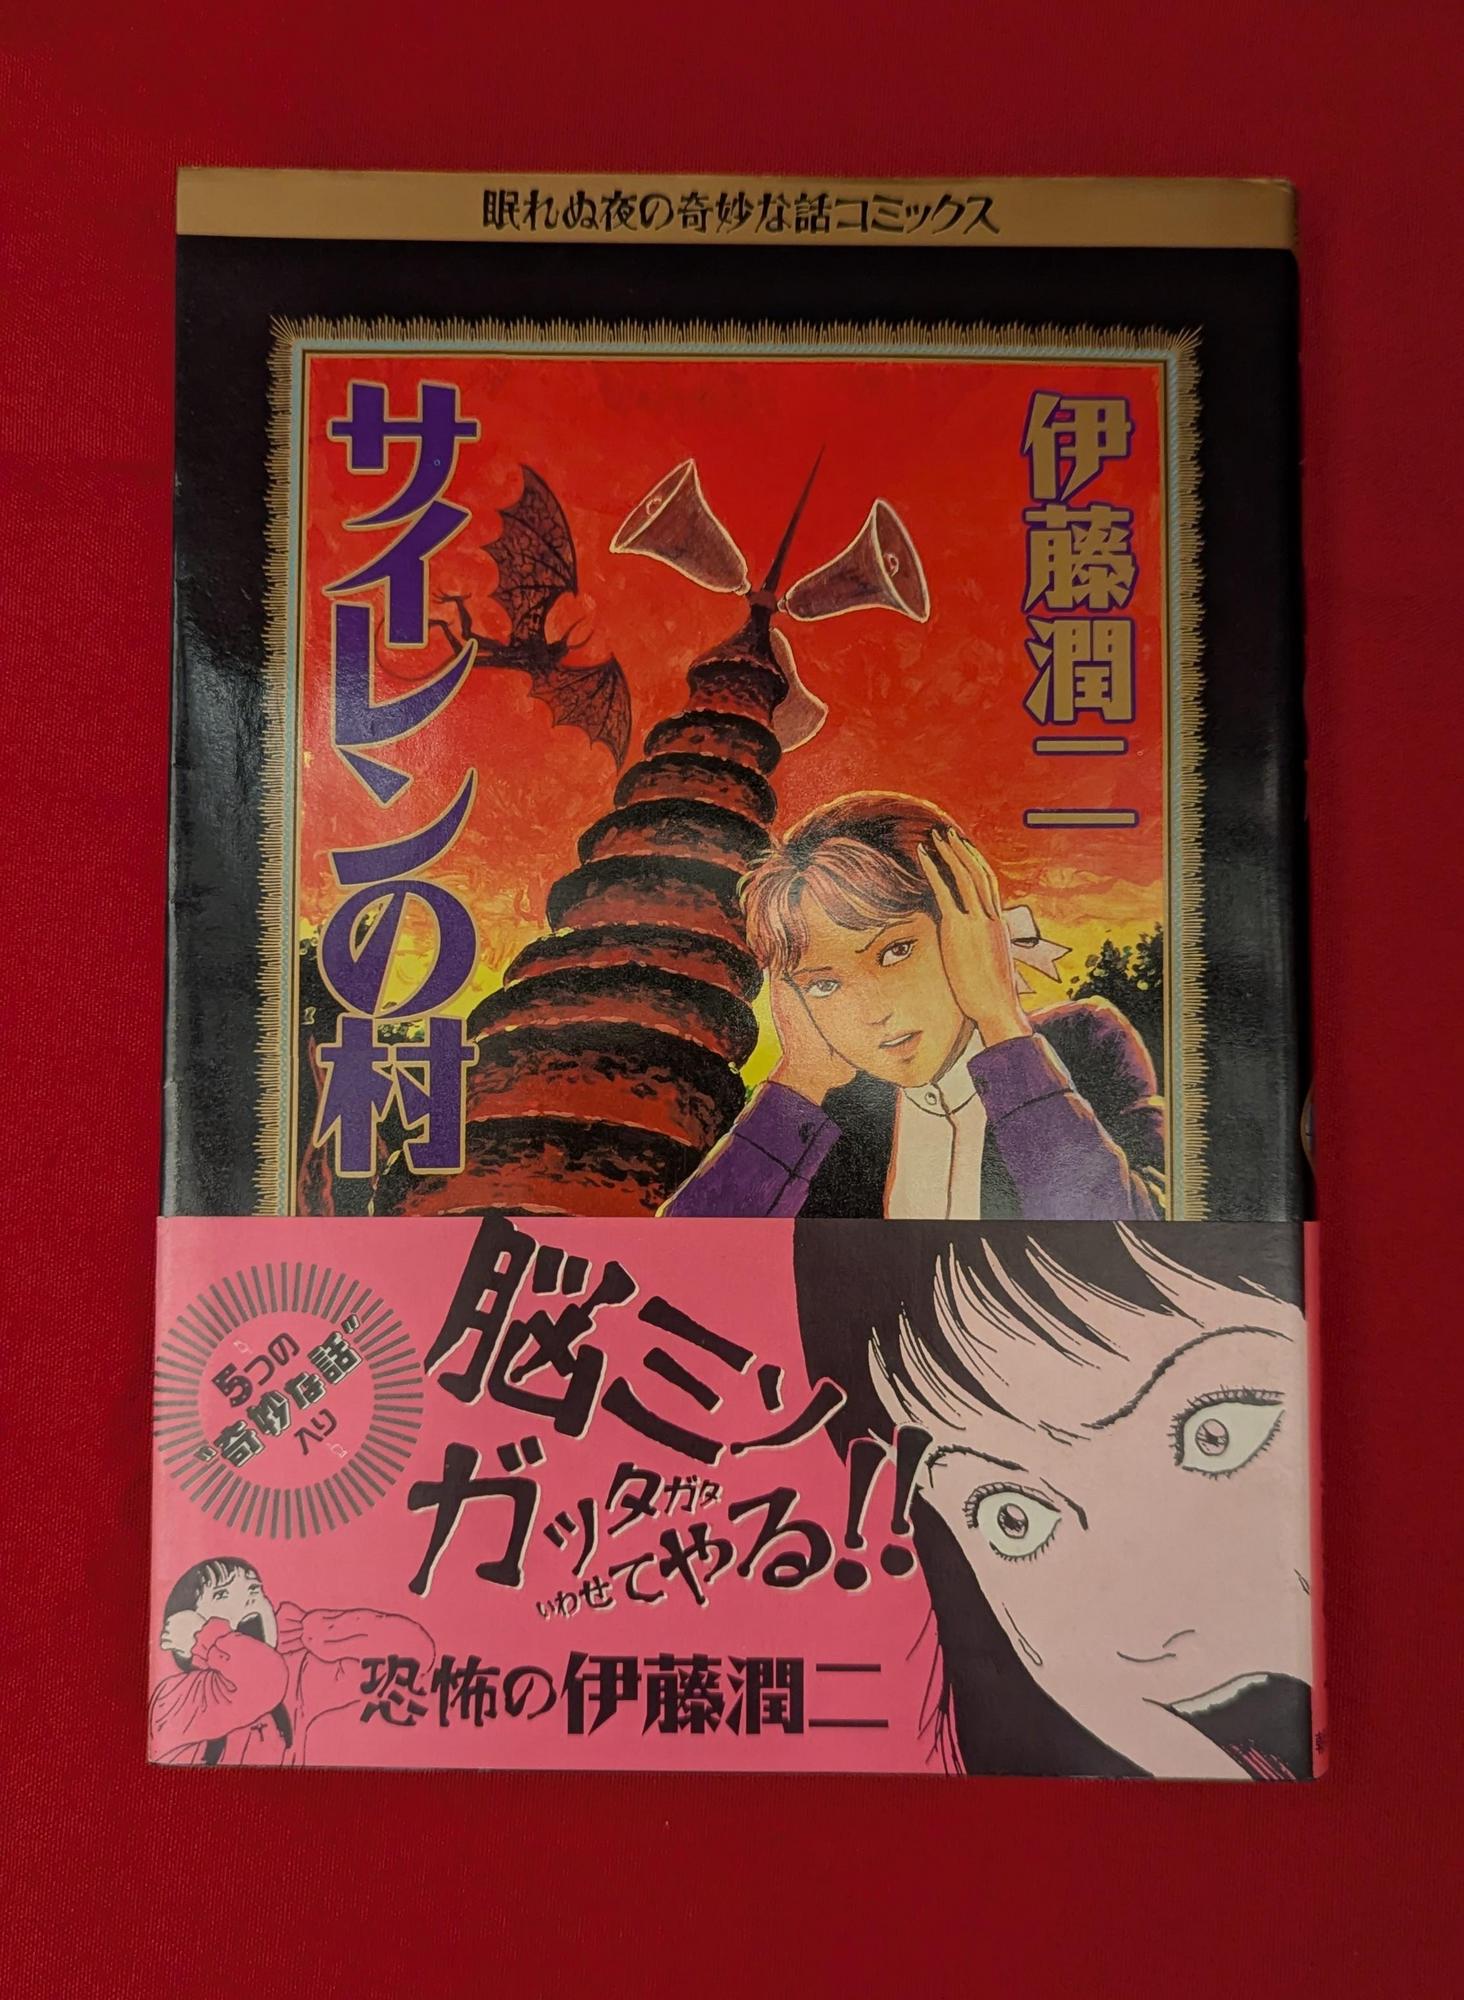 眠れぬ夜の奇妙な話コミックス
サイレンの村
伊藤潤二
5つの
"奇妙な話"
入り
脳ミソ
ガッタガタ
いわせてやる!!
恐怖の伊藤潤二